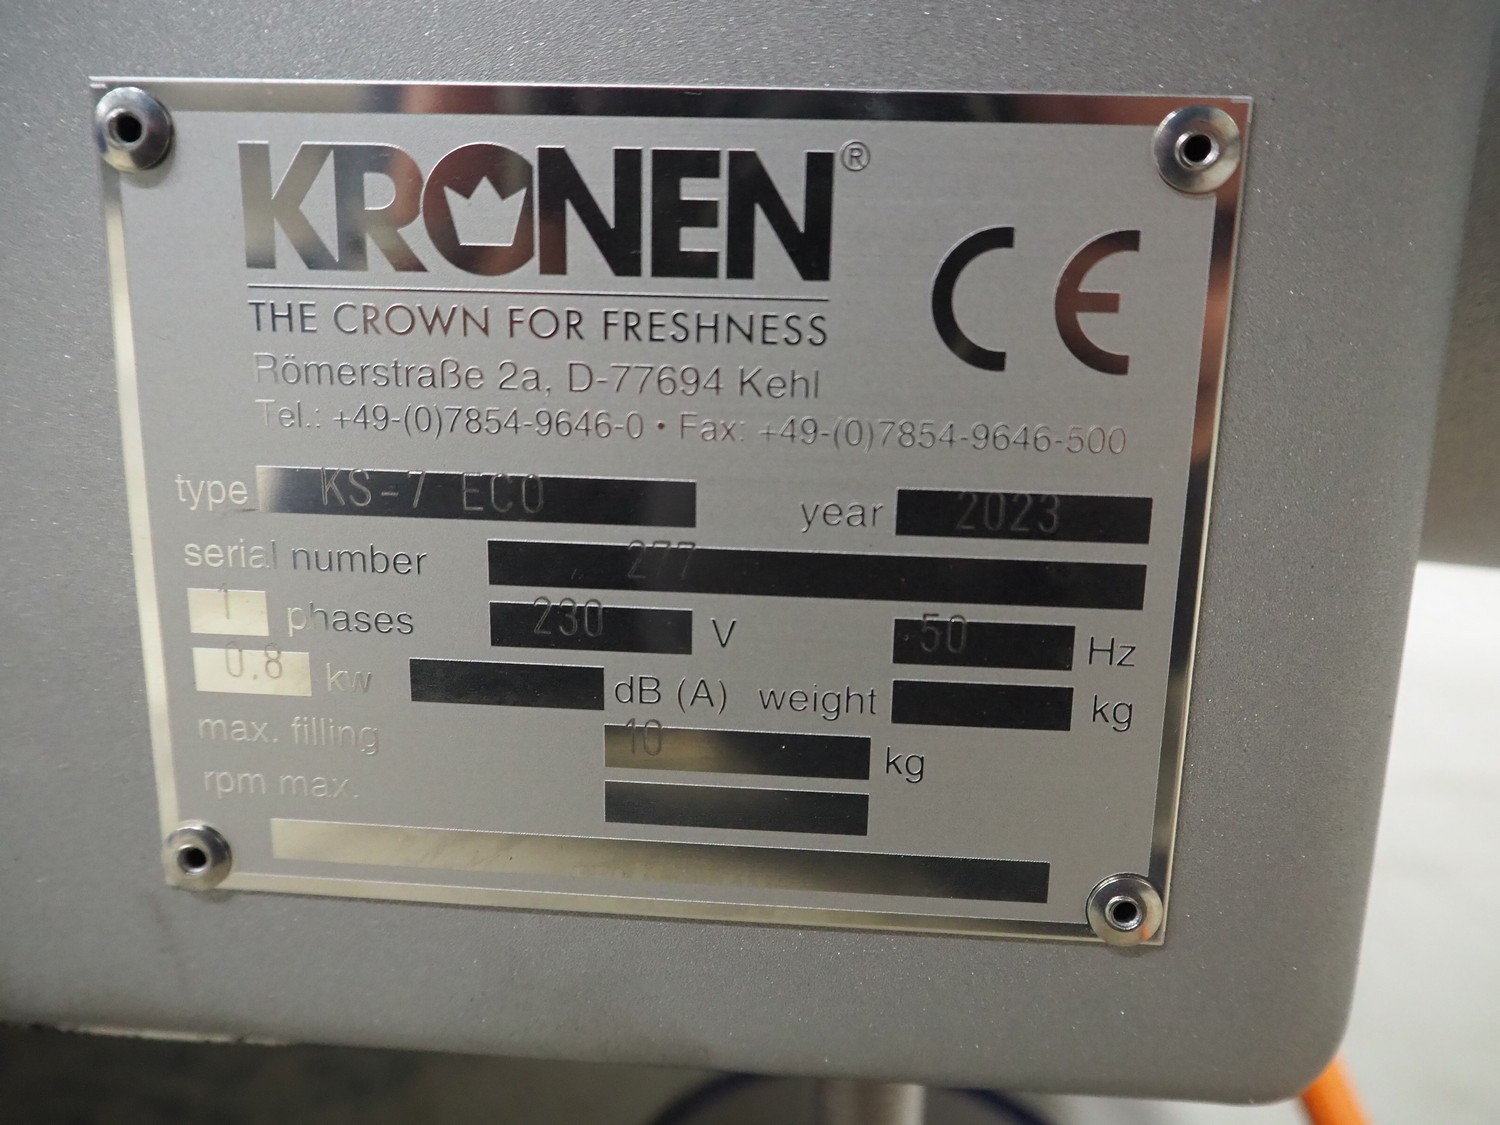 KRONEN®
THE CROWN FOR FRESHNESS
CE
Römerstraße 2a, D-77694 Kehl
Tel.: +49-(0)7854-9646-0 • Fax: +49-(0)7854-9646-500
type KS-7 ECO year 2023
serial number 277
1 phases 230 V 50 Hz
0.8 kw dB (A) weight kg
max. filling 10 kg
rpm max.